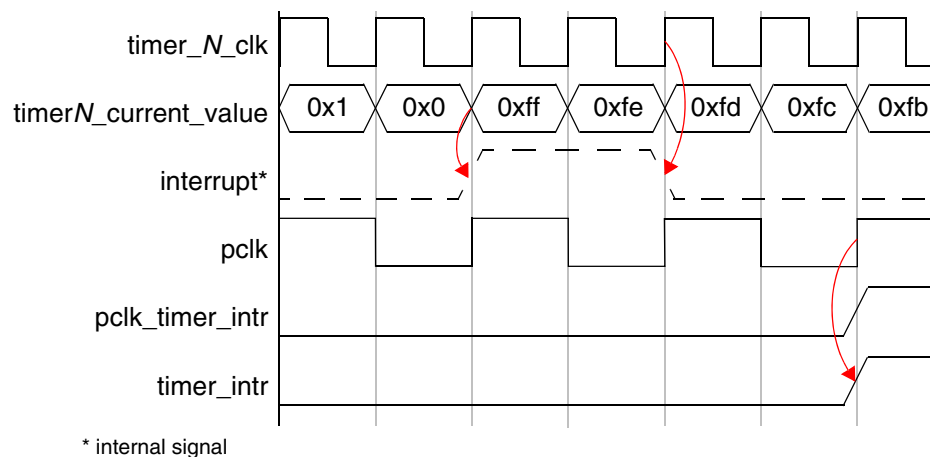 timer_N_clk
timerN_current_value 0x1 0x0 0xff 0xfe 0xfd 0xfc 0xfb
interrupt*
pclk
pclk_timer_intr
timer_intr
* internal signal